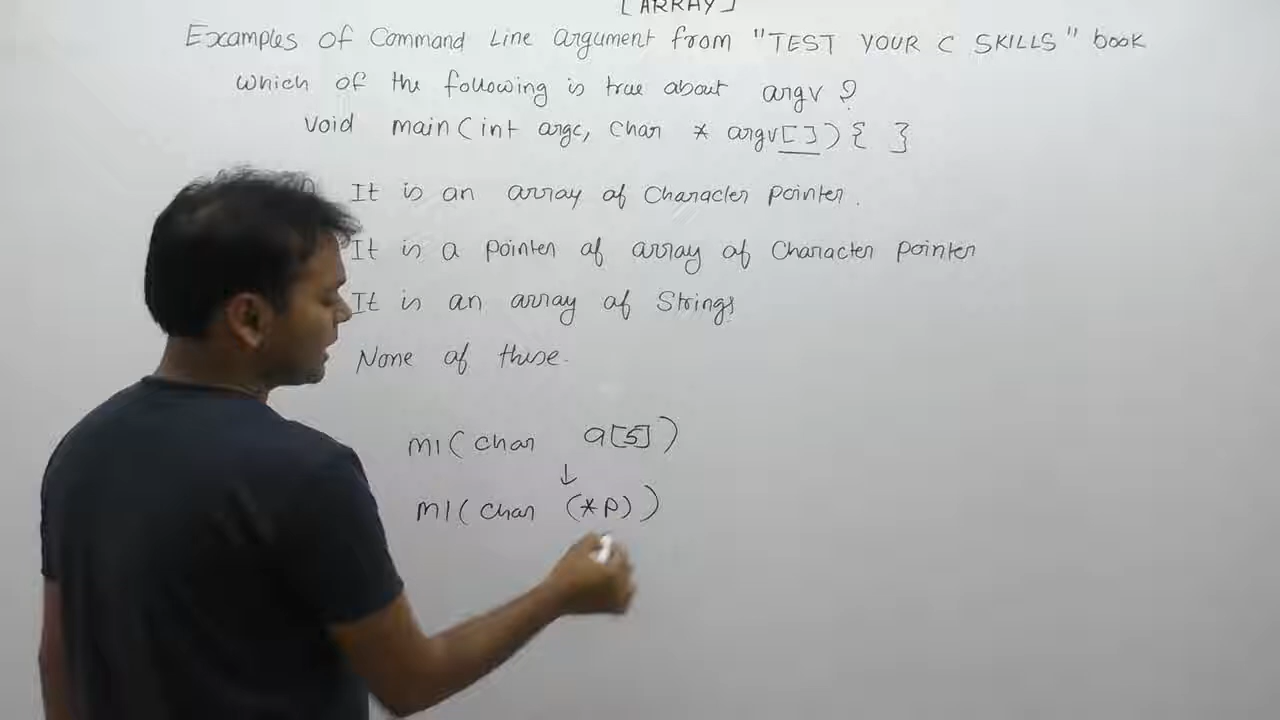 [ARRAY]
Examples of Command Line argument from "TEST YOUR C SKILLS" book
which of the following is true about argv ?
void main(int argc, char * argv[]){ }
It is an array of Character Pointer.
It is a pointer of array of Character pointer
It is an array of Strings
None of these.
m1(char a[5])
↓
m1(char (*p))